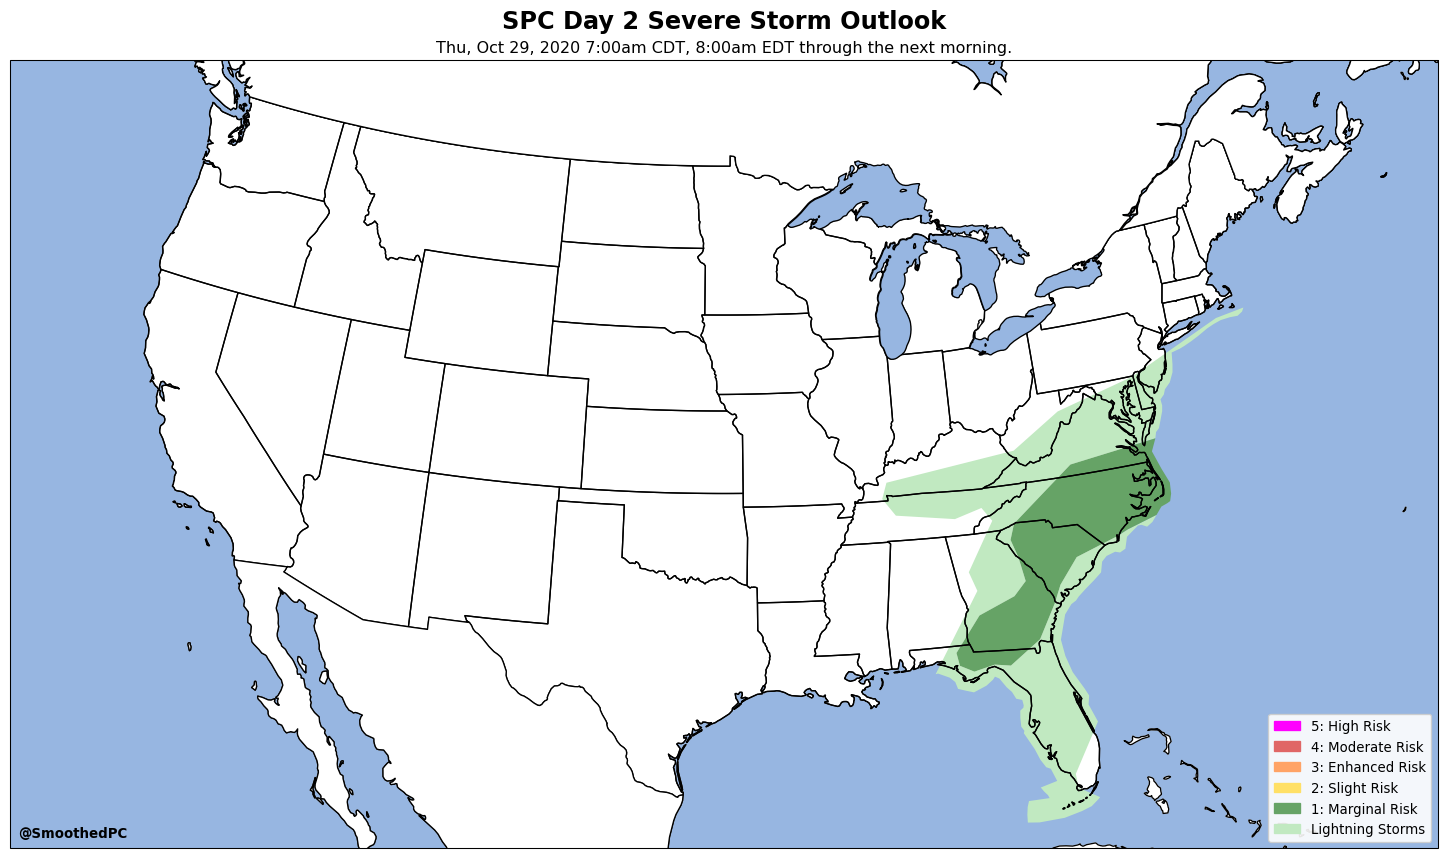 SPC Day 2 Severe Storm Outlook
Thu, Oct 29, 2020 7:00am CDT, 8:00am EDT through the next morning.
5: High Risk
4: Moderate Risk
3: Enhanced Risk
2: Slight Risk
1: Marginal Risk
Lightning Storms
@SmoothedPC